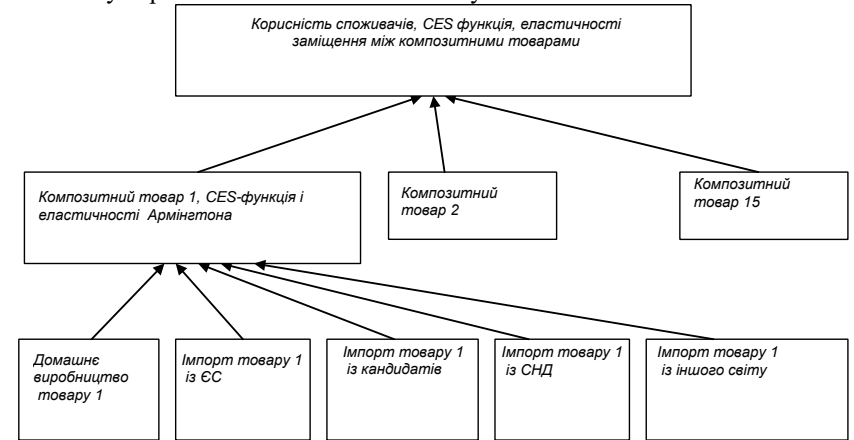 Корисність споживачів, CES функція, еластичності
заміщення між композитними товарами
Композитний товар 1, CES-функція і
еластичності Армінгтона
Композитний
товар 2
Композитний
товар 15
Домашнє
виробництво
товару 1
Імпорт товару 1
із ЄС
Імпорт товару 1
із кандидатів
Імпорт товару 1
із СНД
Імпорт товару 1
із іншого світу